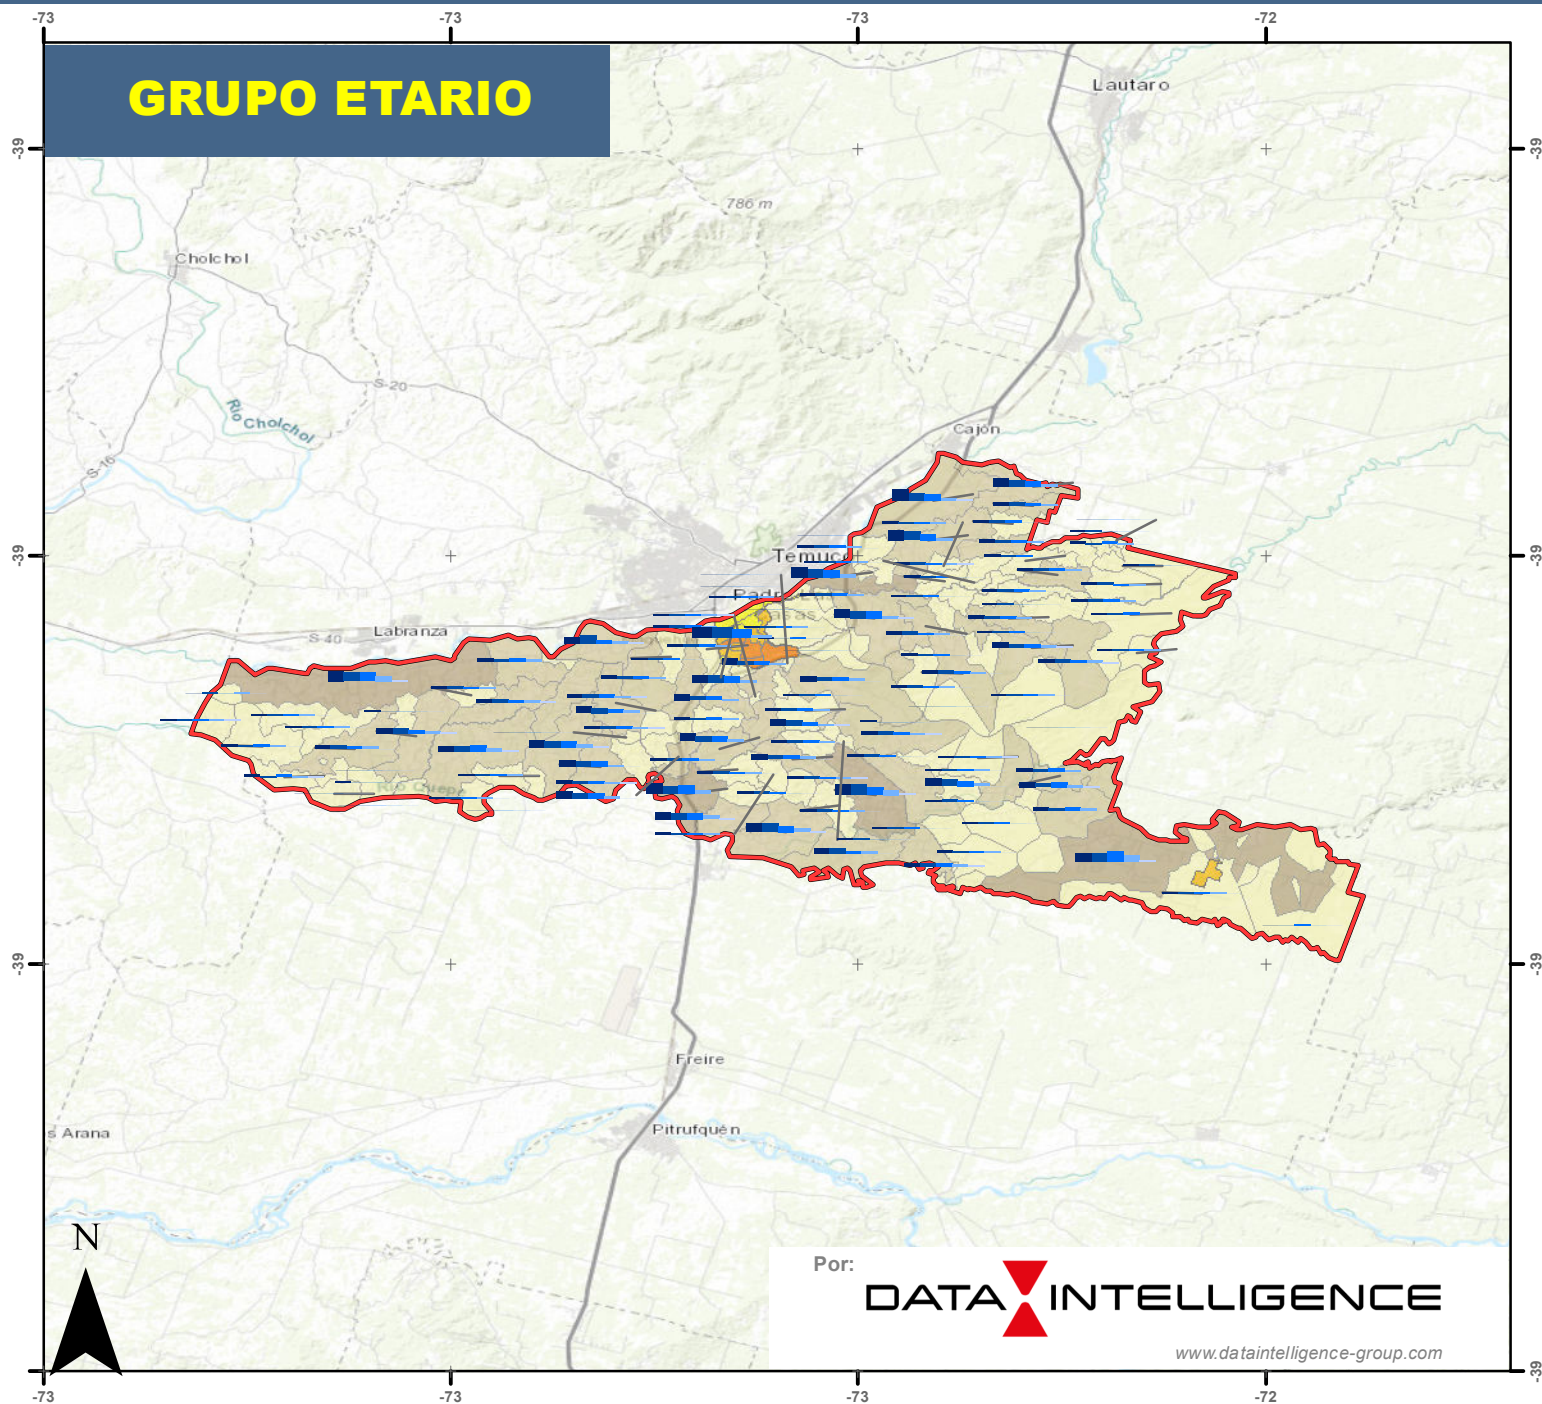 -73 -73 -73 -72
GRUPO ETARIO
Lautaro
-39 -39
786 m
Cholchol
S-20
Río Cholchol
Cajón
S-16
-39 -39
Temuco
Labranza
S-40
-39 -39
Freire
s Arana
Pitrufquén
N
Por:
DATA INTELLIGENCE
www.dataintelligence-group.com
-39
-73 -73 -73 -72